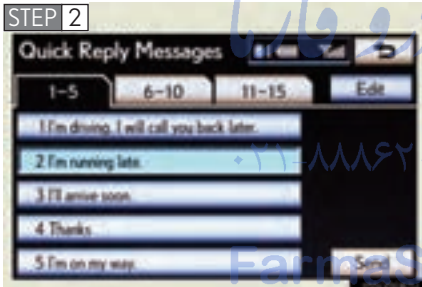 STEP 2
Quick Reply Messages
1-5 6-10 11-15 Edit
1 I'm driving. I will call you back later.
2 I'm running late.
3 I'll arrive soon.
4 Thanks
5 I'm on my way.
Send